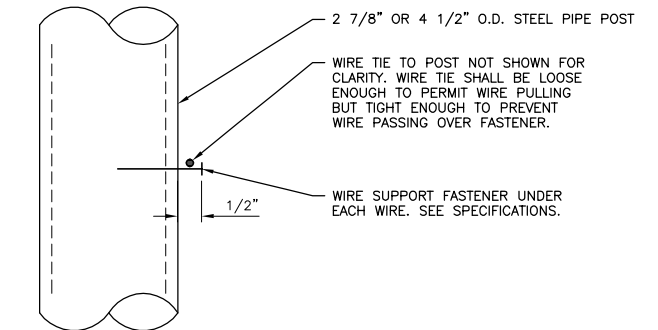 2 7/8" OR 4 1/2" O.D. STEEL PIPE POST
WIRE TIE TO POST NOT SHOWN FOR
CLARITY. WIRE TIE SHALL BE LOOSE
ENOUGH TO PERMIT WIRE PULLING
BUT TIGHT ENOUGH TO PREVENT
WIRE PASSING OVER FASTENER.
WIRE SUPPORT FASTENER UNDER
EACH WIRE. SEE SPECIFICATIONS.
1/2"